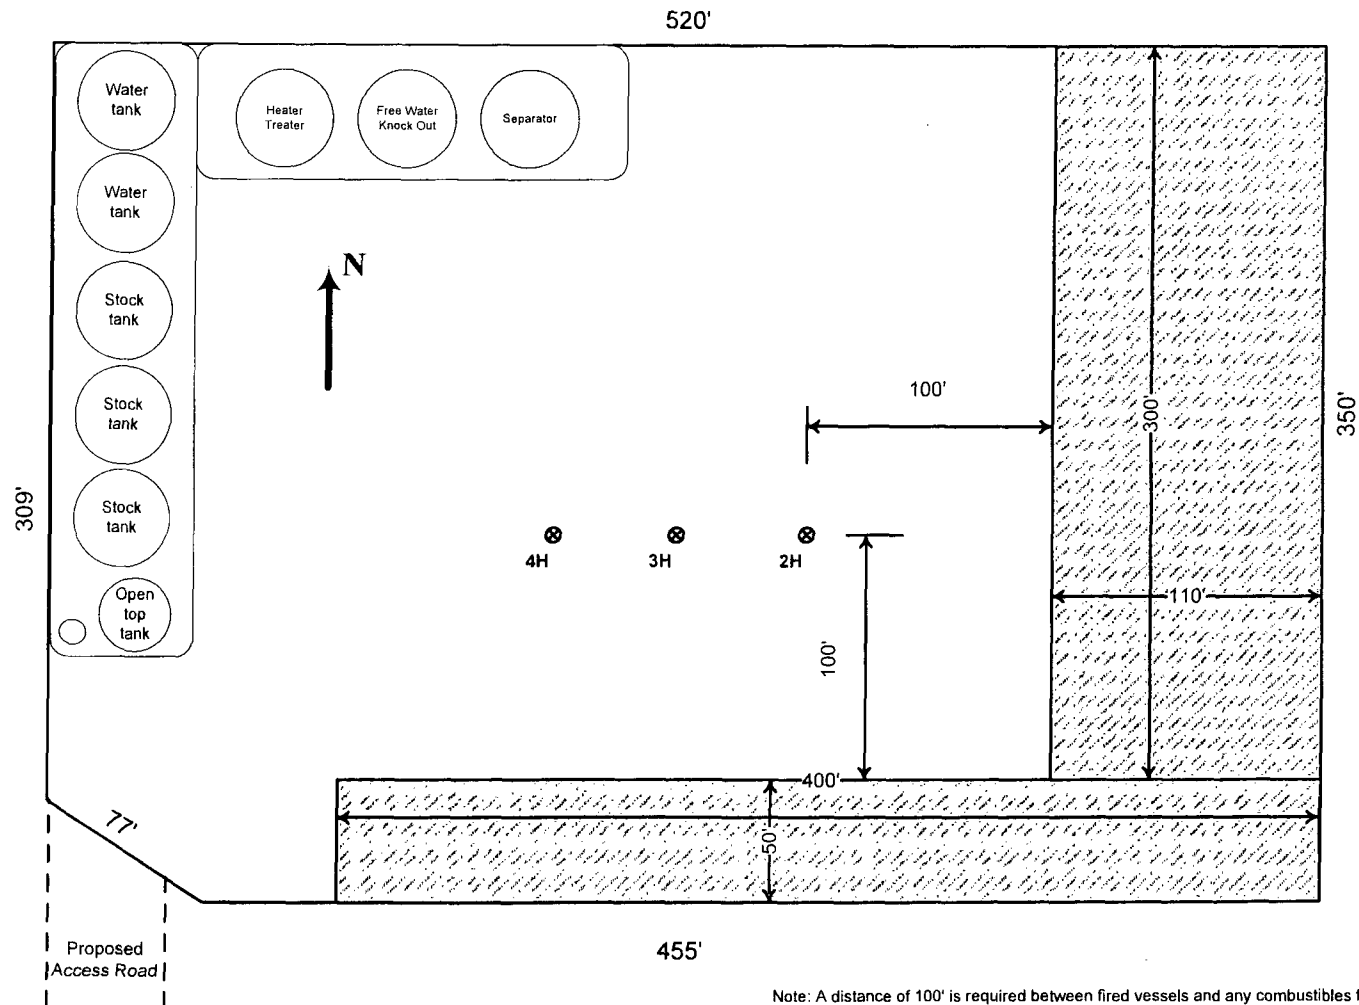 520'
Water
tank
Heater
Treater
Free Water
Knock Out
Separator
Water
tank
N
Stock
tank
100'
300'
350'
Stock
tank
309'
Stock
tank
4H
3H
2H
Open
top
tank
110'
100'
400'
77'
50'
Proposed
Access Road
455'
Note: A distance of 100' is required between fired vessels and any combustibles